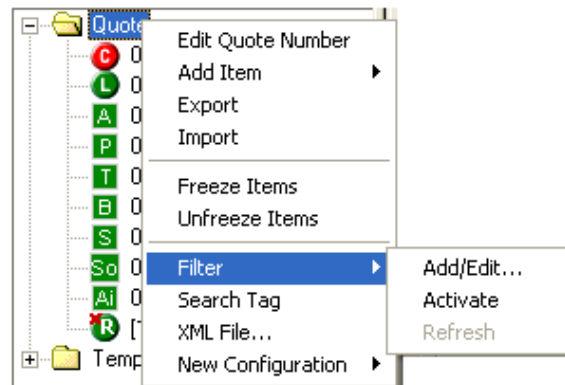 Quote
Edit Quote Number
C 0
Add Item
L 0
Export
A 0
Import
P 0
T 0
Freeze Items
B 0
Unfreeze Items
S 0
So 0
Filter
Add/Edit...
Ai 0
Search Tag
Activate
R [
XML File...
Refresh
Temp
New Configuration